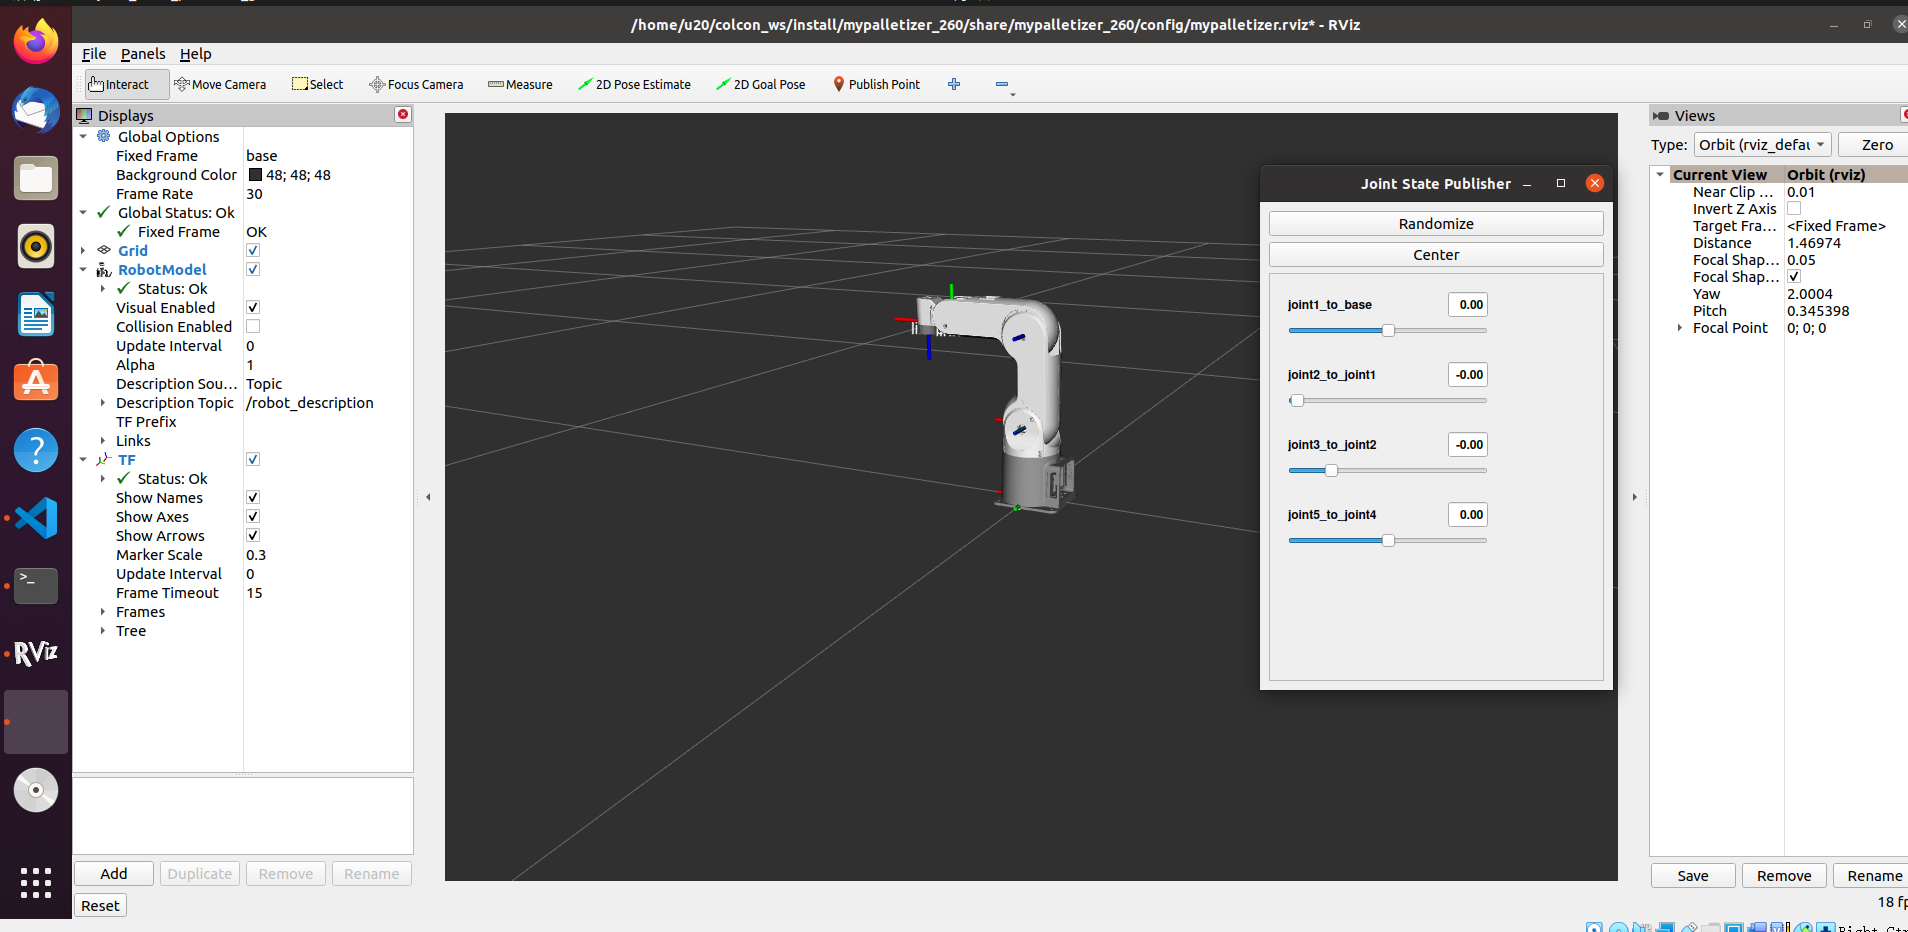 /home/u20/colcon_ws/install/mypalletizer_260/share/mypalletizer_260/config/mypalletizer.rviz* - RViz
File Panels Help
Interact Move Camera Select Focus Camera Measure 2D Pose Estimate 2D Goal Pose Publish Point
Displays
Global Options
Fixed Frame base
Background Color 48; 48; 48
Frame Rate 30
Global Status: Ok
Fixed Frame OK
Grid
RobotModel
Status: Ok
Visual Enabled
Collision Enabled
Update Interval 0
Alpha 1
Description Sou... Topic
Description Topic /robot_description
TF Prefix
Links
TF
Status: Ok
Show Names
Show Axes
Show Arrows
Marker Scale 0.3
Update Interval 0
Frame Timeout 15
Frames
Tree
Add Duplicate Remove Rename
Reset
RViz
Joint State Publisher
Randomize
Center
joint1_to_base 0.00
joint2_to_joint1 -0.00
joint3_to_joint2 -0.00
joint5_to_joint4 0.00
Views
Type: Orbit (rviz_defau Zero
Current View Orbit (rviz)
Near Clip ... 0.01
Invert Z Axis
Target Fra... <Fixed Frame>
Distance 1.46974
Focal Shap... 0.05
Focal Shap...
Yaw 2.0004
Pitch 0.345398
Focal Point 0; 0; 0
Save Remove Rename
18 fp
Right Ctr